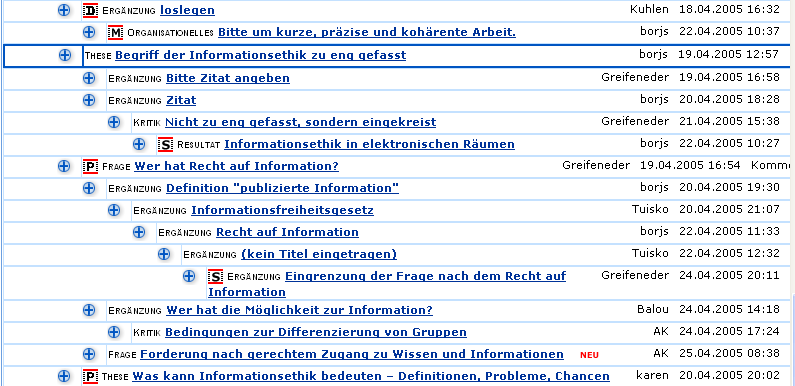 D ERGÄNZUNG loslegen Kuhlen 18.04.2005 16:32
M ORGANISATIONELLES Bitte um kurze, präzise und kohärente Arbeit. borjs 22.04.2005 10:37
THESE Begriff der Informationsethik zu eng gefasst borjs 19.04.2005 12:57
ERGÄNZUNG Bitte Zitat angeben Greifeneder 19.04.2005 16:58
ERGÄNZUNG Zitat borjs 20.04.2005 18:28
KRITIK Nicht zu eng gefasst, sondern eingekreist Greifeneder 21.04.2005 15:38
S RESULTAT Informationsethik in elektronischen Räumen borjs 22.04.2005 10:27
P FRAGE Wer hat Recht auf Information? Greifeneder 19.04.2005 16:54 Komme
ERGÄNZUNG Definition "publizierte Information" borjs 20.04.2005 19:30
ERGÄNZUNG Informationsfreiheitsgesetz Tuisko 20.04.2005 21:07
ERGÄNZUNG Recht auf Information borjs 22.04.2005 11:33
ERGÄNZUNG (kein Titel eingetragen) Tuisko 22.04.2005 12:32
S ERGÄNZUNG Eingrenzung der Frage nach dem Recht auf Greifeneder 24.04.2005 20:11
Information
ERGÄNZUNG Wer hat die Möglichkeit zur Information? Balou 24.04.2005 14:18
KRITIK Bedingungen zur Differenzierung von Gruppen AK 24.04.2005 17:24
FRAGE Forderung nach gerechtem Zugang zu Wissen und Informationen NEU AK 25.04.2005 08:38
P THESE Was kann Informationsethik bedeuten – Definitionen, Probleme, Chancen karen 20.04.2005 20:02